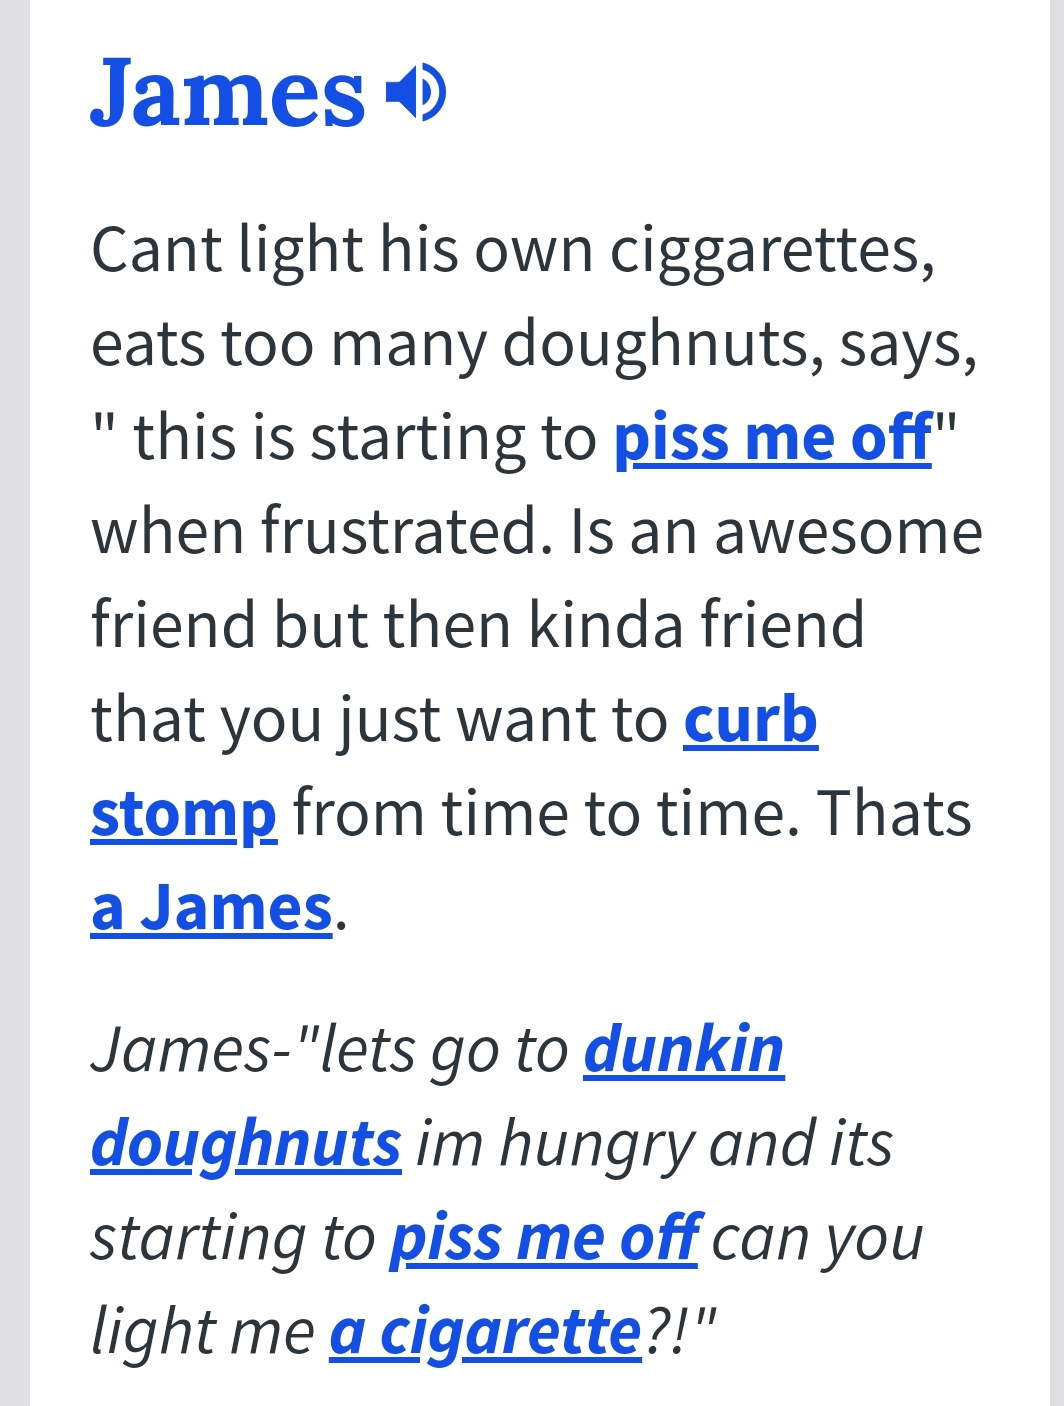 James
Cant light his own ciggarettes,
eats too many doughnuts, says,
" this is starting to piss me off"
when frustrated. Is an awesome
friend but then kinda friend
that you just want to curb
stomp from time to time. Thats
a James.
James-"lets go to dunkin
doughnuts im hungry and its
starting to piss me off can you
light me a cigarette?!"